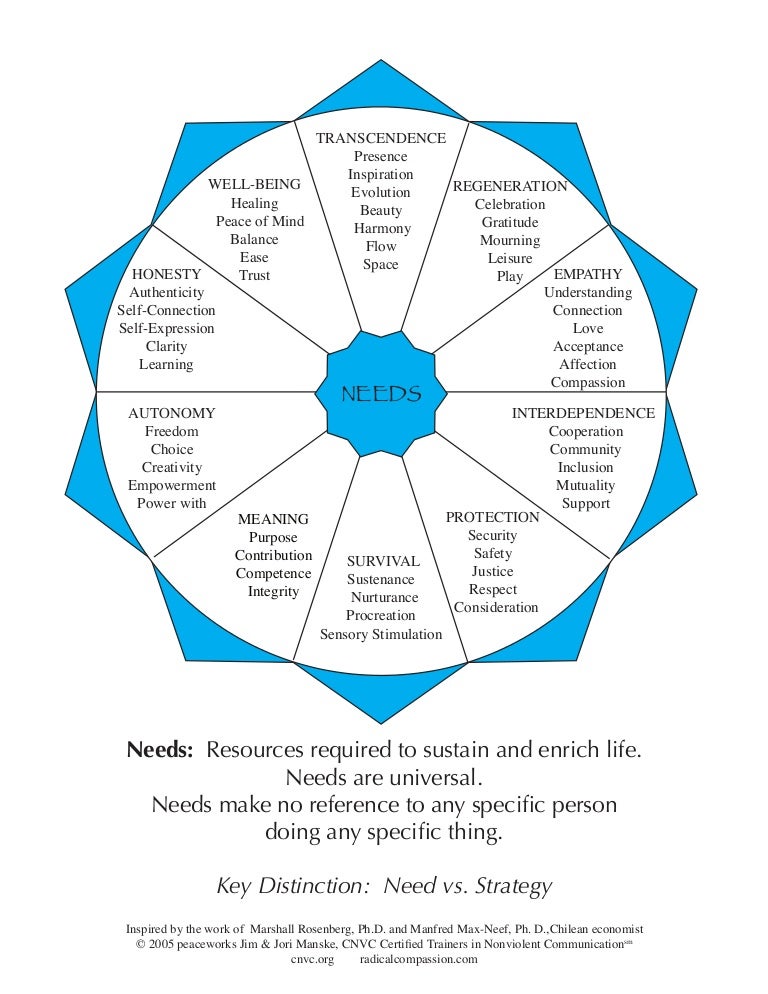 TRANSCENDENCE
Presence
Inspiration
Evolution
Beauty
Harmony
Flow
Space
REGENERATION
Celebration
Gratitude
Mourning
Leisure
Play
EMPATHY
Understanding
Connection
Love
Acceptance
Affection
Compassion
INTERDEPENDENCE
Cooperation
Community
Inclusion
Mutuality
Support
PROTECTION
Security
Safety
Justice
Respect
Consideration
SURVIVAL
Sustenance
Nurturance
Procreation
Sensory Stimulation
MEANING
Purpose
Contribution
Competence
Integrity
AUTONOMY
Freedom
Choice
Creativity
Empowerment
Power with
HONESTY
Authenticity
Self-Connection
Self-Expression
Clarity
Learning
WELL-BEING
Healing
Peace of Mind
Balance
Ease
Trust
NEEDS
Needs: Resources required to sustain and enrich life.
Needs are universal.
Needs make no reference to any specific person
doing any specific thing.
Key Distinction: Need vs. Strategy
Inspired by the work of Marshall Rosenberg, Ph.D. and Manfred Max-Neef, Ph. D.,Chilean economist
© 2005 peaceworks Jim & Jori Manske, CNVC Certified Trainers in Nonviolent Communication℠
cnvc.org radicalcompassion.com